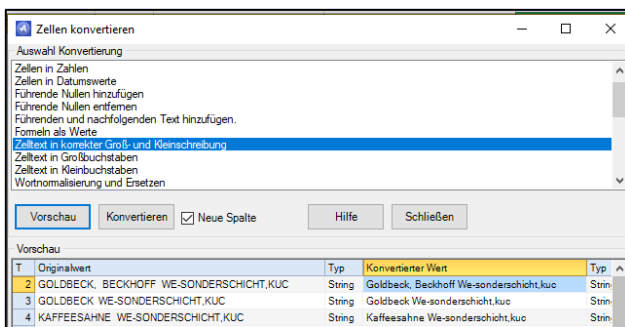 Zellen konvertieren
Auswahl Konvertierung
Zellen in Zahlen
Zellen in Datumswerte
Führende Nullen hinzufügen
Führende Nullen entfernen
Führenden und nachfolgenden Text hinzufügen.
Formeln als Werte
Zelltext in korrekter Groß- und Kleinschreibung
Zelltext in Großbuchstaben
Zelltext in Kleinbuchstaben
Wortnormalisierung und Ersetzen
Vorschau Konvertieren Neue Spalte Hilfe Schließen
Vorschau
T Originalwert Typ Konvertierter Wert Typ
2 GOLDBECK, BECKHOFF WE-SONDERSCHICHT,KUC String Goldbeck, Beckhoff We-sonderschicht,kuc Strin
3 GOLDBECK WE-SONDERSCHICHT,KUC String Goldbeck We-sonderschicht,kuc Strin
4 KAFFEESAHNE WE-SONDERSCHICHT,KUC String Kaffeesahne We-sonderschicht,kuc Strin